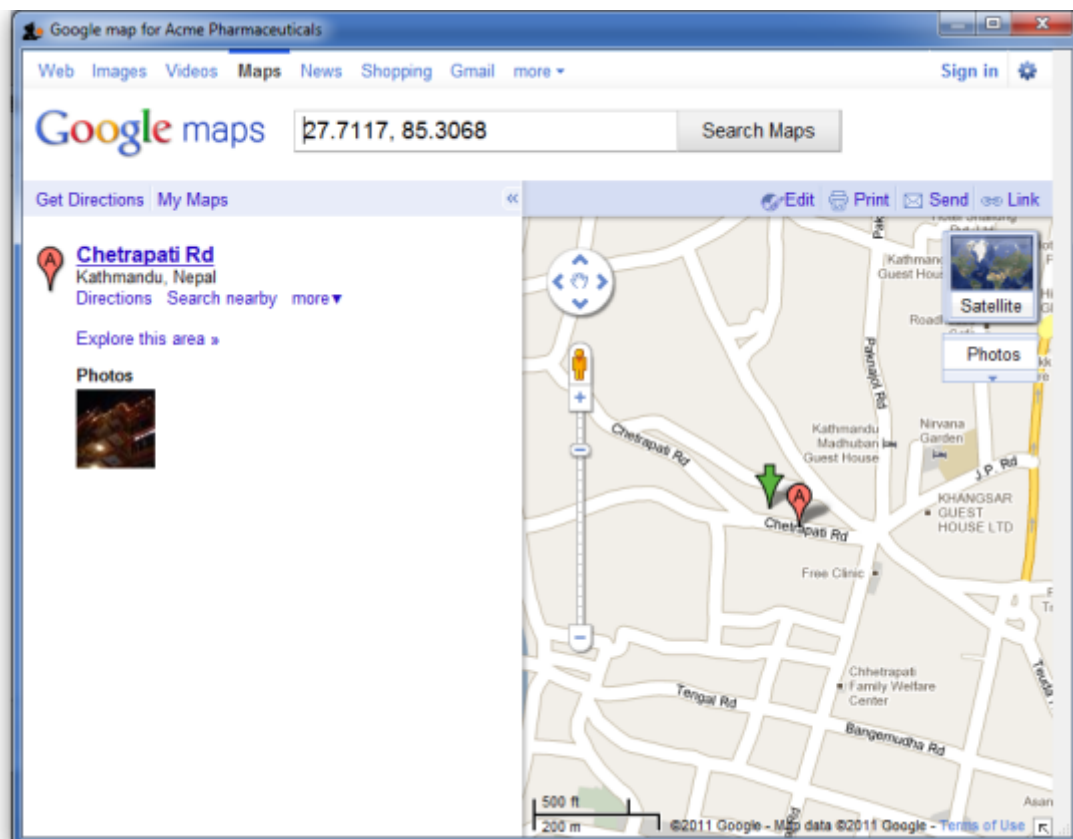 Google map for Acme Pharmaceuticals
Web Images Videos Maps News Shopping Gmail more
Sign in
Google maps
27.7117, 85.3068
Search Maps
Get Directions My Maps
«
Edit Print Send Link
A
Chetrapati Rd
Kathmandu, Nepal
Directions Search nearby more
Explore this area »
Photos
Satellite
Photos
Guest House
Paknajol Rd
Kathmandu
Madhuban
Guest House
Nirvana
Garden
J.P. Rd
Chetrapati Rd
A
KHANGSAR
GUEST
HOUSE LTD
Chetrapati Rd
Free Clinic
Chhetrapati
Family Welfare
Center
Tengal Rd
Bangemudha Rd
500 ft
200 m
©2011 Google - Map data ©2011 Google - Terms of Use